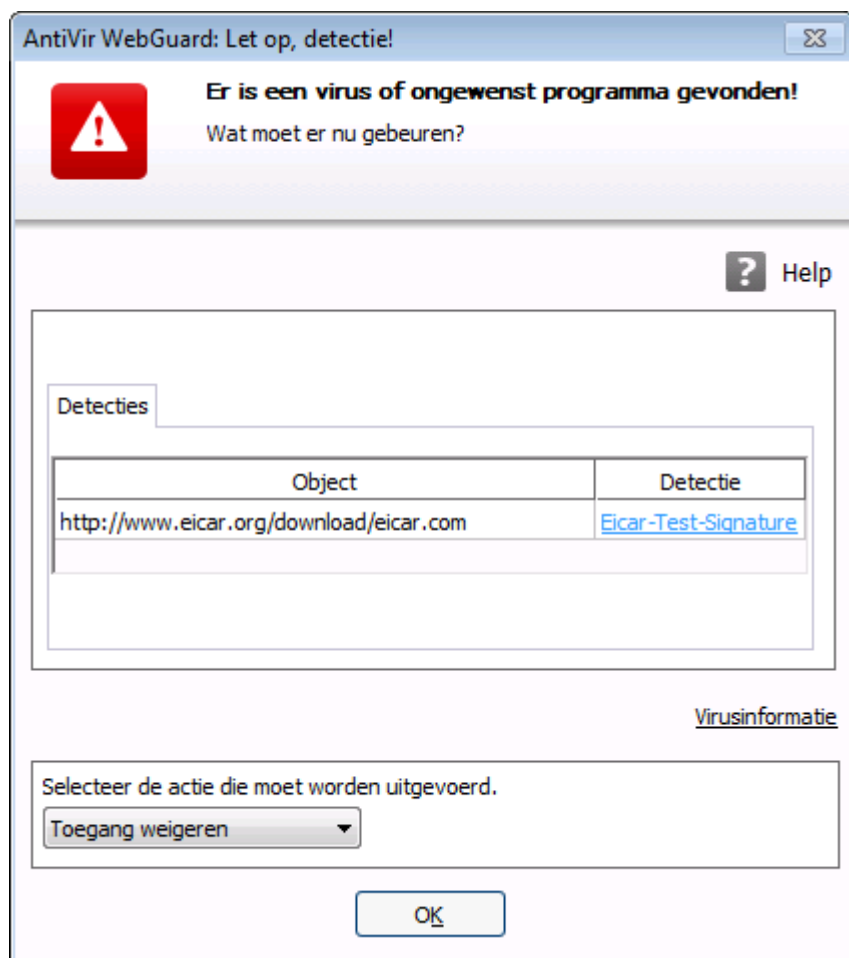 AntiVir WebGuard: Let op, detectie!
Er is een virus of ongewenst programma gevonden!
Wat moet er nu gebeuren?
Help
Detecties
Object Detectie
http://www.eicar.org/download/eicar.com Eicar-Test-Signature
Virusinformatie
Selecteer de actie die moet worden uitgevoerd.
Toegang weigeren
OK